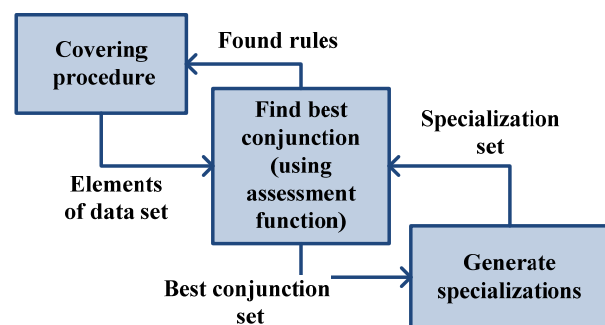 Found rules
Covering
procedure
Find best
conjunction
(using
assessment
function)
Specialization
set
Elements
of data set
Generate
specializations
Best conjunction
set